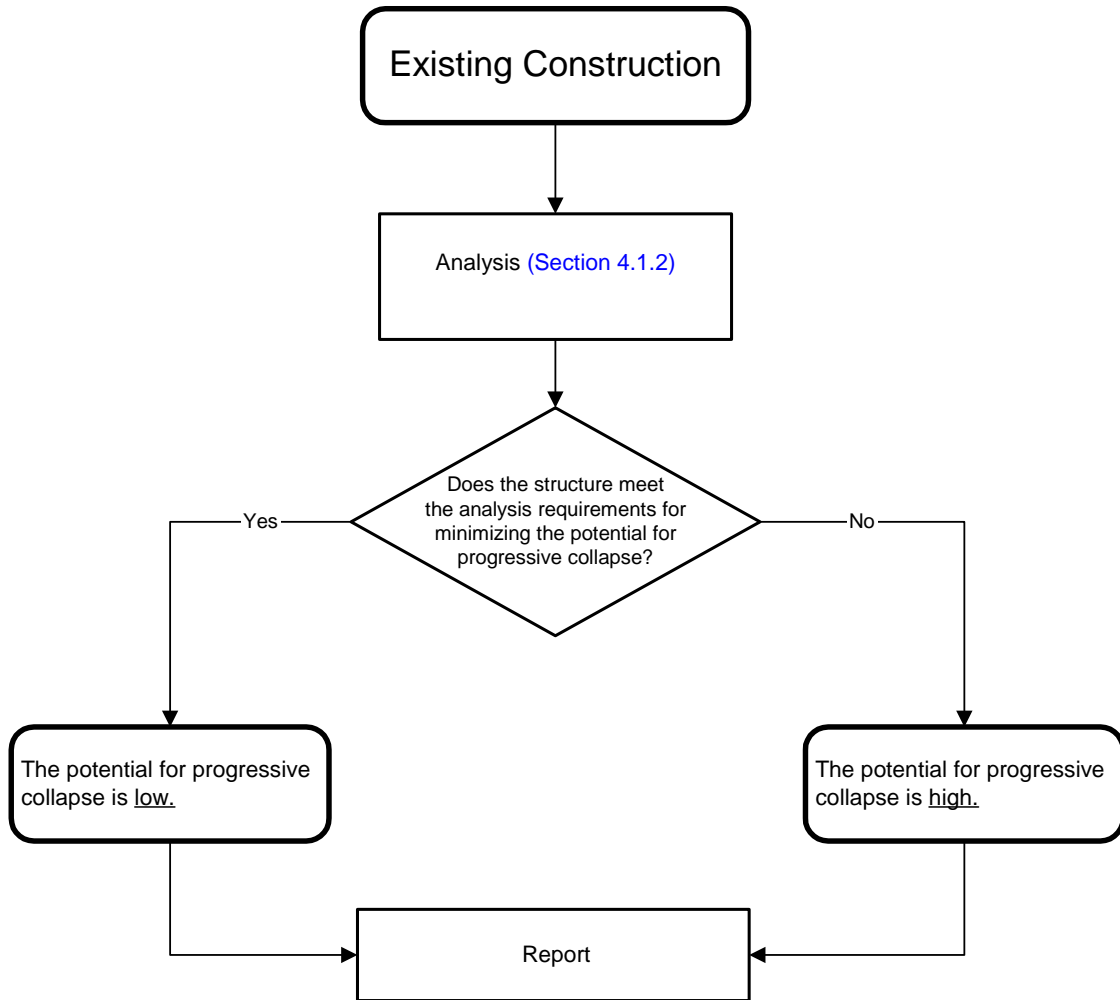 Existing Construction
Analysis (Section 4.1.2)
Does the structure meet
the analysis requirements for
minimizing the potential for
progressive collapse?
Yes
No
The potential for progressive
collapse is low.
The potential for progressive
collapse is high.
Report